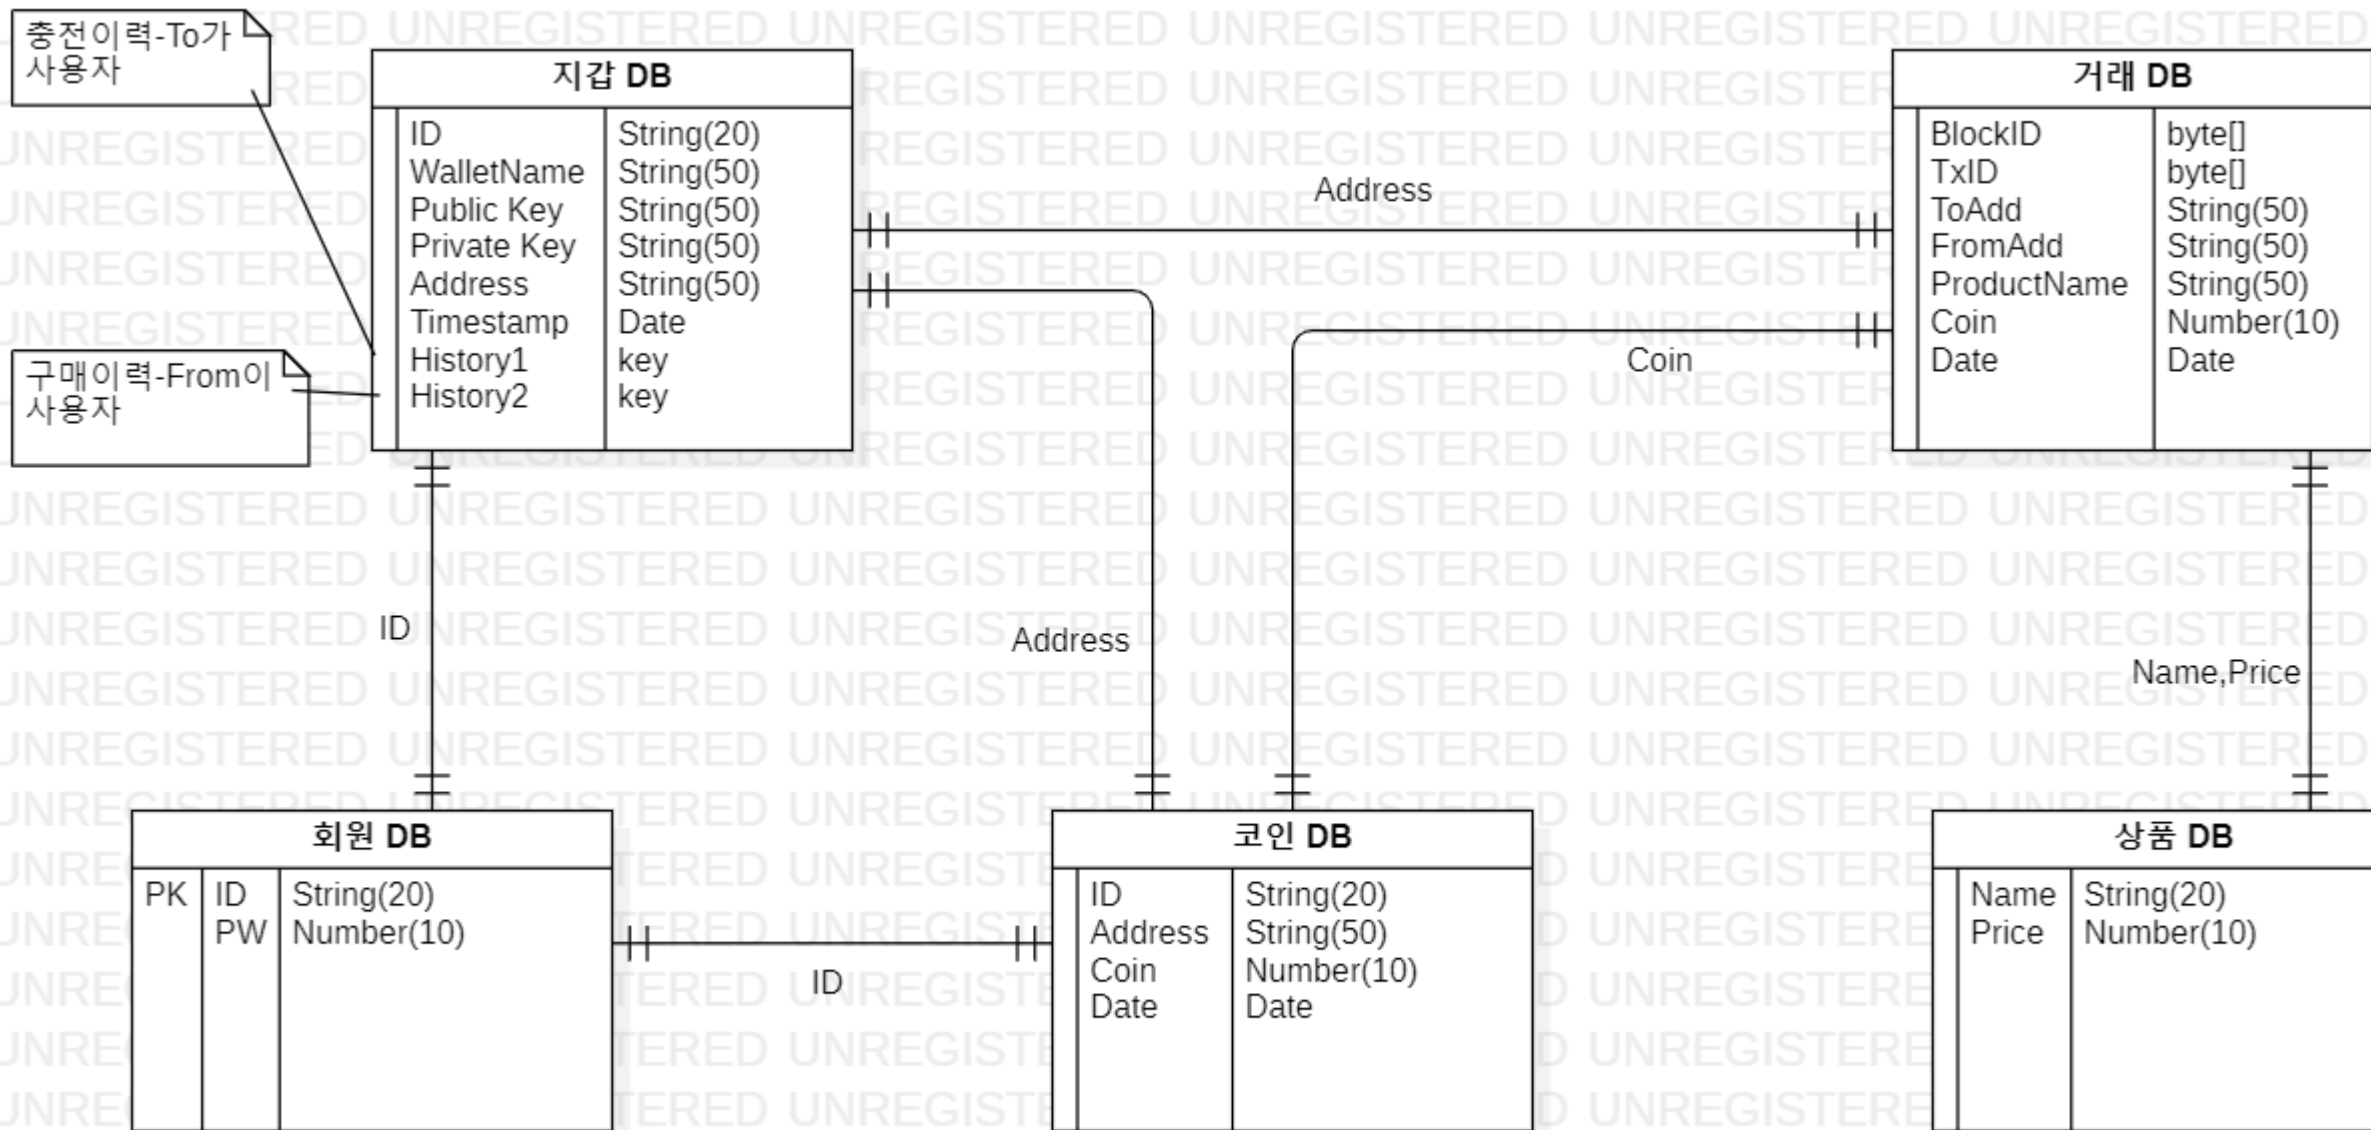 충전이력-To가
사용자
지갑 DB
ID String(20)
WalletName String(50)
Public Key String(50)
Private Key String(50)
Address String(50)
Timestamp Date
History1 key
History2 key
구매이력-From이
사용자
거래 DB
BlockID byte[]
TxID byte[]
ToAdd String(50)
FromAdd String(50)
ProductName String(50)
Coin Number(10)
Date Date
Address
Coin
ID
Address
Name,Price
회원 DB
PK ID String(20)
PW Number(10)
ID
코인 DB
ID String(20)
Address String(50)
Coin Number(10)
Date Date
상품 DB
Name String(20)
Price Number(10)
UNREGISTERED